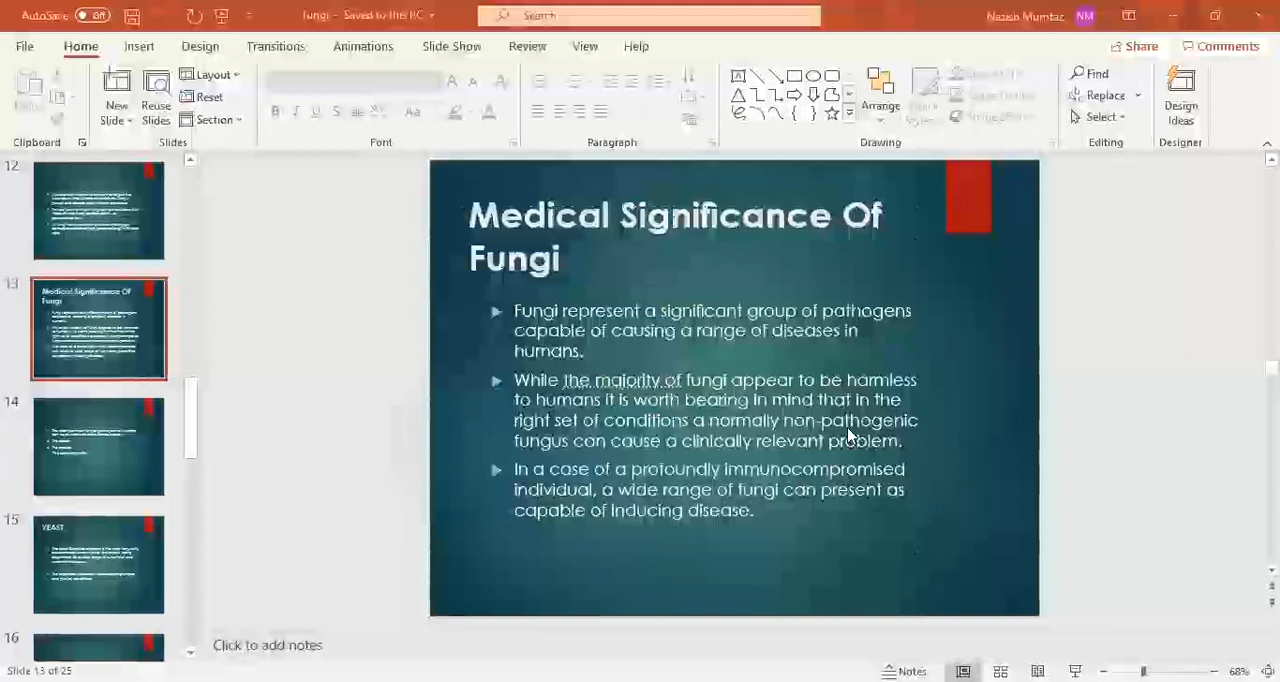 AutoSave Off
fungi - Saved to this PC
Search
Nazish Mumtaz NM
File Home Insert Design Transitions Animations Slide Show Review View Help
Share Comments
New Slide
Reuse Slides
Layout
Reset
Section
Arrange
Find
Replace
Select
Design Ideas
Clipboard Slides Font Paragraph Drawing Editing Designer
12
13
Medical Significance Of
Fungi
14
15
YEAST
16
Medical Significance Of
Fungi
Fungi represent a significant group of pathogens
capable of causing a range of diseases in
humans.
While the majority of fungi appear to be harmless
to humans it is worth bearing in mind that in the
right set of conditions a normally non-pathogenic
fungus can cause a clinically relevant problem.
In a case of a profoundly immunocompromised
individual, a wide range of fungi can present as
capable of inducing disease.
Click to add notes
Slide 13 of 25
Notes
68%